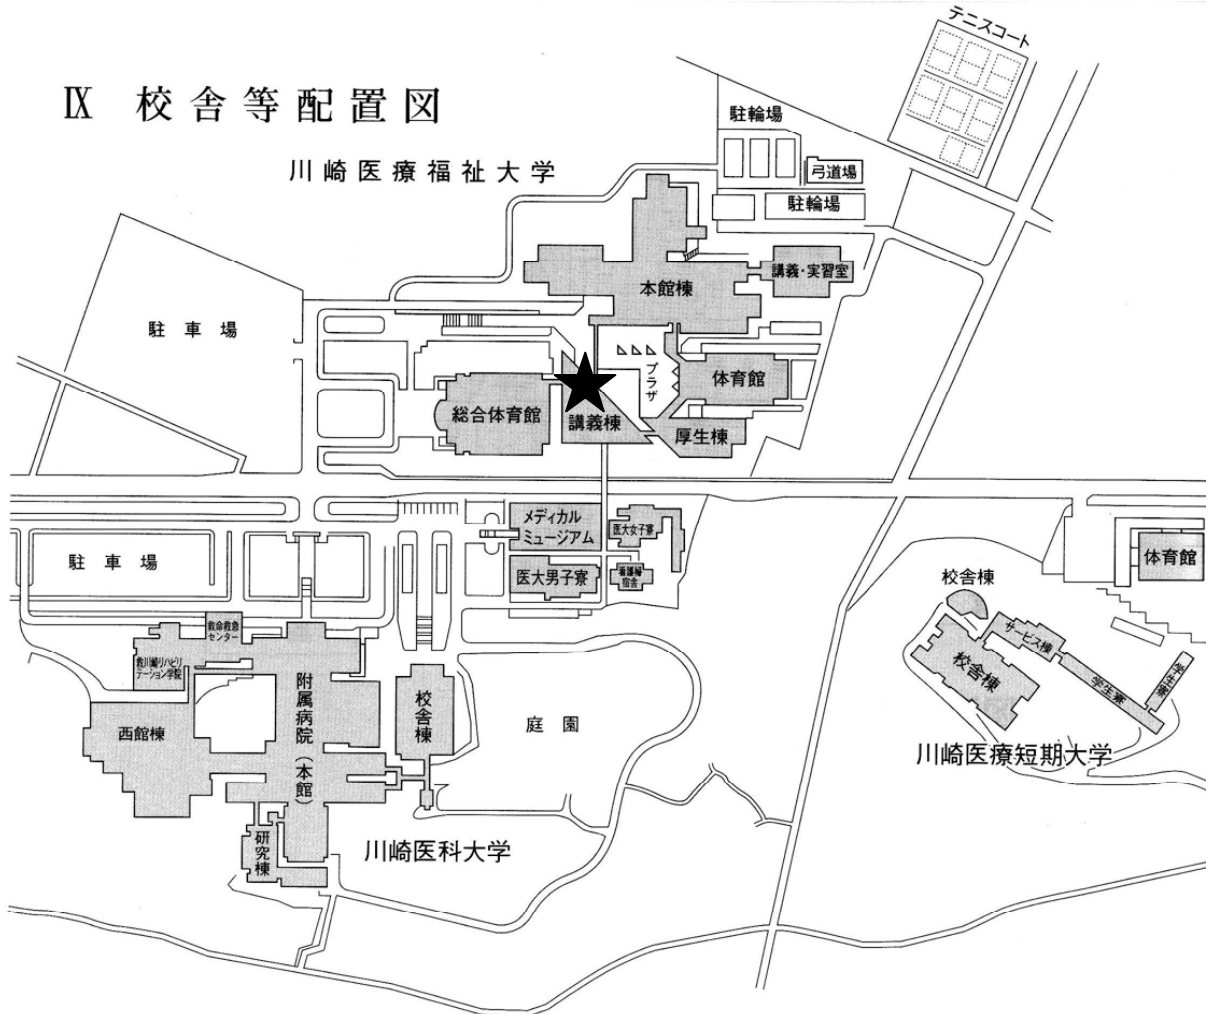 テニスコート
Ⅸ 校舎等配置図
駐輪場
川崎医療福祉大学
弓道場
駐輪場
講義・実習室
本館棟
駐車場
プラザ
体育館
総合体育館
講義棟
厚生棟
メディカル
ミュージアム
医大女子寮
駐車場
体育館
医大男子寮
看護婦
宿舎
校舎棟
救命救急
センター
サービス棟
校舎棟
学生寮
学生寮
附属病院(本館)
校舎棟
西館棟
庭園
川崎医療短期大学
研究棟
川崎医科大学